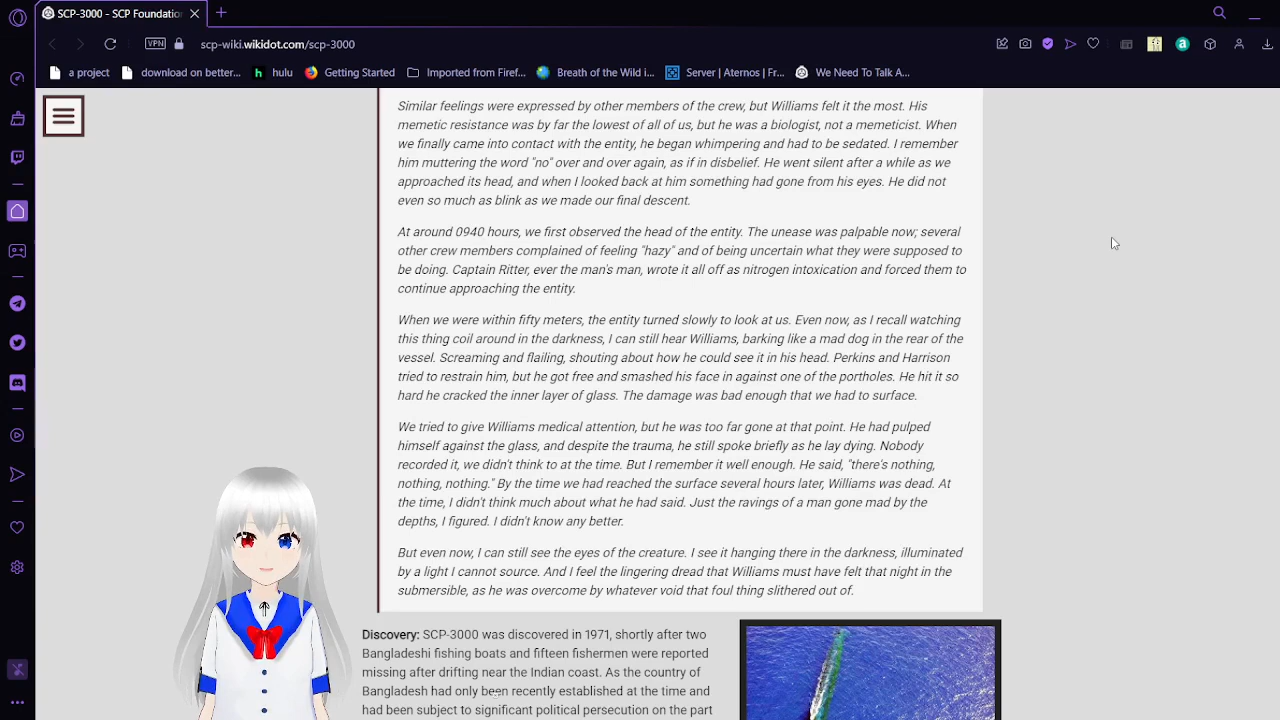 SCP-3000 - SCP Foundation
VPN
scp-wiki.wikidot.com/scp-3000
a project
download on better...
hulu
Getting Started
Imported from Firef...
Breath of the Wild i...
Server | Aternos | Fr...
We Need To Talk A...
Similar feelings were expressed by other members of the crew, but Williams felt it the most. His
memetic resistance was by far the lowest of all of us, but he was a biologist, not a memeticist. When
we finally came into contact with the entity, he began whimpering and had to be sedated. I remember
him muttering the word "no" over and over again, as if in disbelief. He went silent after a while as we
approached its head, and when I looked back at him something had gone from his eyes. He did not
even so much as blink as we made our final descent.
At around 0940 hours, we first observed the head of the entity. The unease was palpable now; several
other crew members complained of feeling "hazy" and of being uncertain what they were supposed to
be doing. Captain Ritter, ever the man's man, wrote it all off as nitrogen intoxication and forced them to
continue approaching the entity.
When we were within fifty meters, the entity turned slowly to look at us. Even now, as I recall watching
this thing coil around in the darkness, I can still hear Williams, barking like a mad dog in the rear of the
vessel. Screaming and flailing, shouting about how he could see it in his head. Perkins and Harrison
tried to restrain him, but he got free and smashed his face in against one of the portholes. He hit it so
hard he cracked the inner layer of glass. The damage was bad enough that we had to surface.
We tried to give Williams medical attention, but he was too far gone at that point. He had pulped
himself against the glass, and despite the trauma, he still spoke briefly as he lay dying. Nobody
recorded it, we didn't think to at the time. But I remember it well enough. He said, "there's nothing,
nothing, nothing." By the time we had reached the surface several hours later, Williams was dead. At
the time, I didn't think much about what he had said. Just the ravings of a man gone mad by the
depths, I figured. I didn't know any better.
But even now, I can still see the eyes of the creature. I see it hanging there in the darkness, illuminated
by a light I cannot source. And I feel the lingering dread that Williams must have felt that night in the
submersible, as he was overcome by whatever void that foul thing slithered out of.
Discovery: SCP-3000 was discovered in 1971, shortly after two
Bangladeshi fishing boats and fifteen fishermen were reported
missing after drifting near the Indian coast. As the country of
Bangladesh had only been recently established at the time and
had been subject to significant political persecution on the part